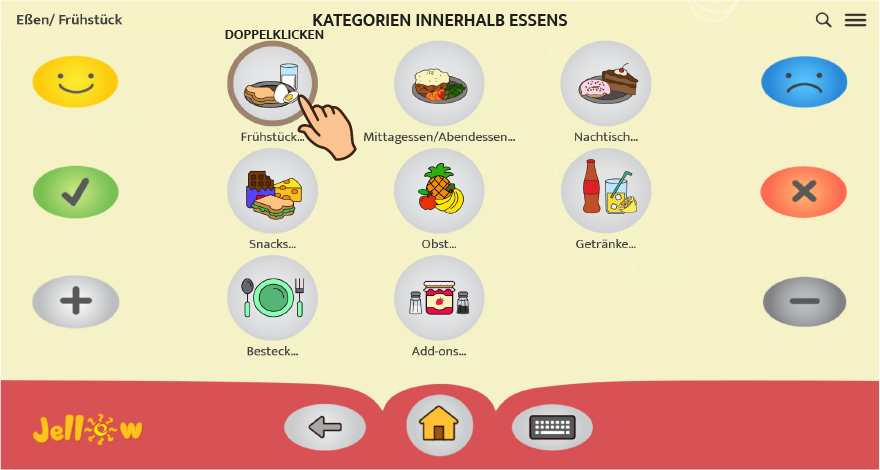 Eßen/ Frühstück
KATEGORIEN INNERHALB ESSENS
DOPPELKLICKEN
Frühstück...
Mittagessen/Abendessen...
Nachtisch...
Snacks...
Obst...
Getränke...
Besteck...
Add-ons...
Jellow